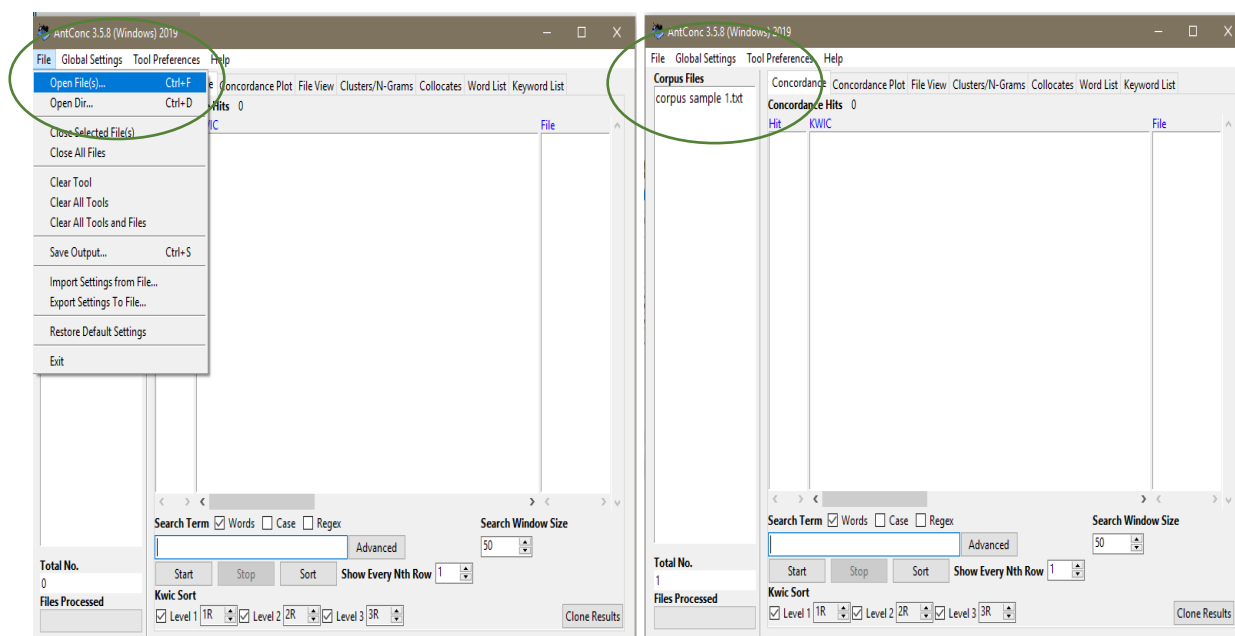 AntConc 3.5.8 (Windows) 2019
File Global Settings Tool Preferences Help
Open File(s)... Ctrl+F
Open Dir... Ctrl+D
Close Selected File(s)
Close All Files
Clear Tool
Clear All Tools
Clear All Tools and Files
Save Output... Ctrl+S
Import Settings from File...
Export Settings To File...
Restore Default Settings
Exit
e Concordance Plot File View Clusters/N-Grams Collocates Word List Keyword List
Hits 0
IC File
Search Term Words Case Regex Search Window Size
Advanced 50
Total No.
0
Start Stop Sort Show Every Nth Row 1
Files Processed
Kwic Sort
Level 1 1R Level 2 2R Level 3 3R Clone Results
AntConc 3.5.8 (Windows) 2019
File Global Settings Tool Preferences Help
Corpus Files
corpus sample 1.txt
Concordance Concordance Plot File View Clusters/N-Grams Collocates Word List Keyword List
Concordance Hits 0
Hit KWIC File
Search Term Words Case Regex Search Window Size
Advanced 50
Total No.
1
Start Stop Sort Show Every Nth Row 1
Files Processed
Kwic Sort
Level 1 1R Level 2 2R Level 3 3R Clone Results